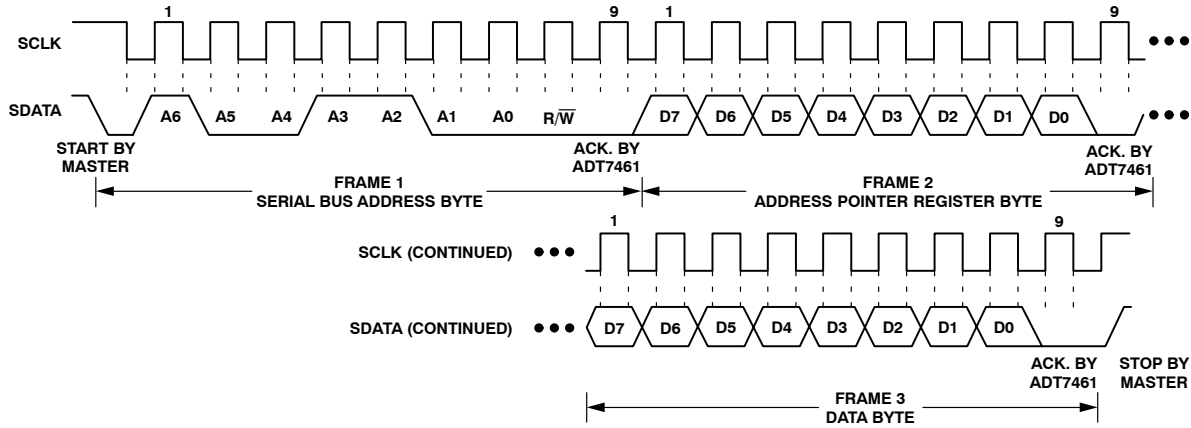 1 9 1 9
SCLK
SDATA A6 A5 A4 A3 A2 A1 A0 R/W̅ D7 D6 D5 D4 D3 D2 D1 D0
START BY
MASTER
ACK. BY
ADT7461
ACK. BY
ADT7461
FRAME 1
SERIAL BUS ADDRESS BYTE
FRAME 2
ADDRESS POINTER REGISTER BYTE
1 9
SCLK (CONTINUED)
SDATA (CONTINUED) D7 D6 D5 D4 D3 D2 D1 D0
ACK. BY
ADT7461
STOP BY
MASTER
FRAME 3
DATA BYTE